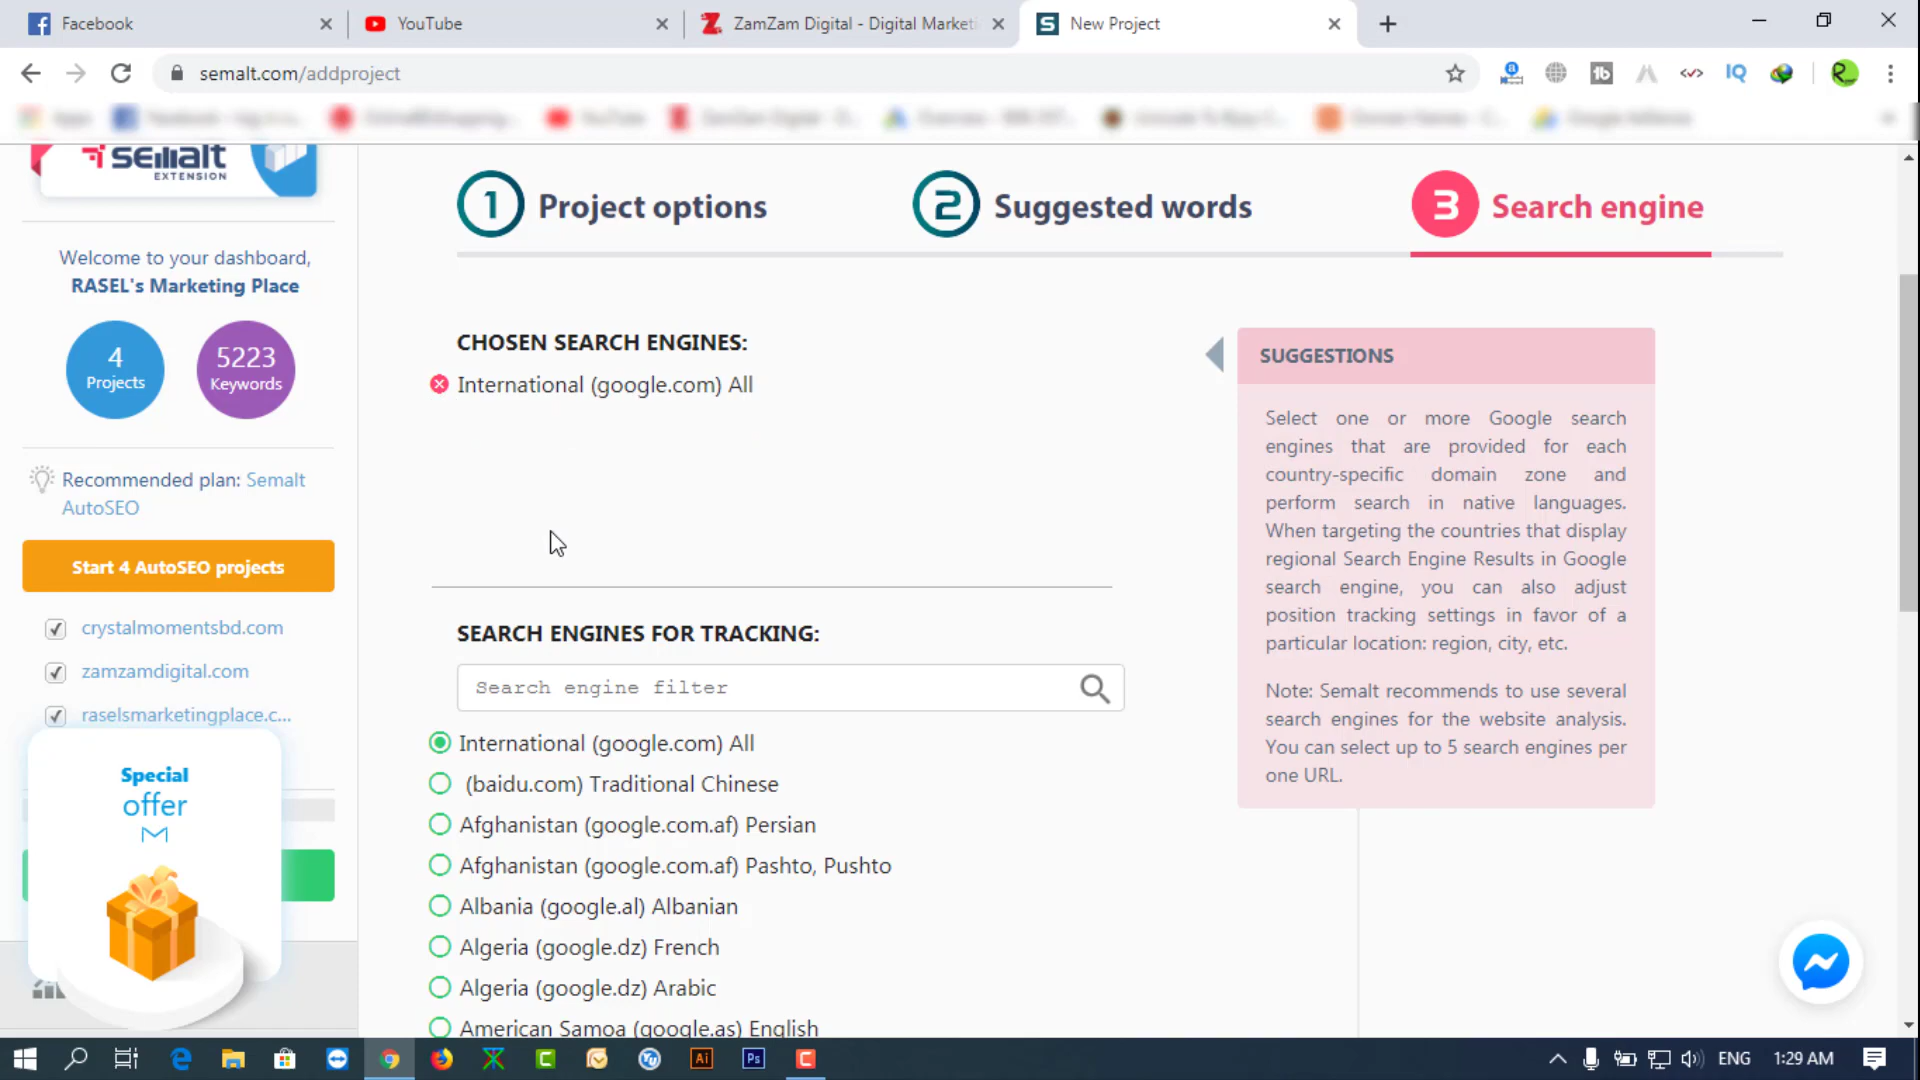 Facebook
YouTube
ZamZam Digital - Digital Marketi
New Project
semalt.com/addproject
semalt
EXTENSION
Welcome to your dashboard,
RASEL's Marketing Place
4
Projects
5223
Keywords
Recommended plan: Semalt
AutoSEO
Start 4 AutoSEO projects
crystalmomentsbd.com
zamzamdigital.com
raselsmarketingplace.c...
Special
offer
1 Project options
2 Suggested words
3 Search engine
CHOSEN SEARCH ENGINES:
International (google.com) All
SEARCH ENGINES FOR TRACKING:
Search engine filter
International (google.com) All
(baidu.com) Traditional Chinese
Afghanistan (google.com.af) Persian
Afghanistan (google.com.af) Pashto, Pushto
Albania (google.al) Albanian
Algeria (google.dz) French
Algeria (google.dz) Arabic
American Samoa (google.as) English
SUGGESTIONS
Select one or more Google search
engines that are provided for each
country-specific domain zone and
perform search in native languages.
When targeting the countries that display
regional Search Engine Results in Google
search engine, you can also adjust
position tracking settings in favor of a
particular location: region, city, etc.
Note: Semalt recommends to use several
search engines for the website analysis.
You can select up to 5 search engines per
one URL.
ENG
1:29 AM